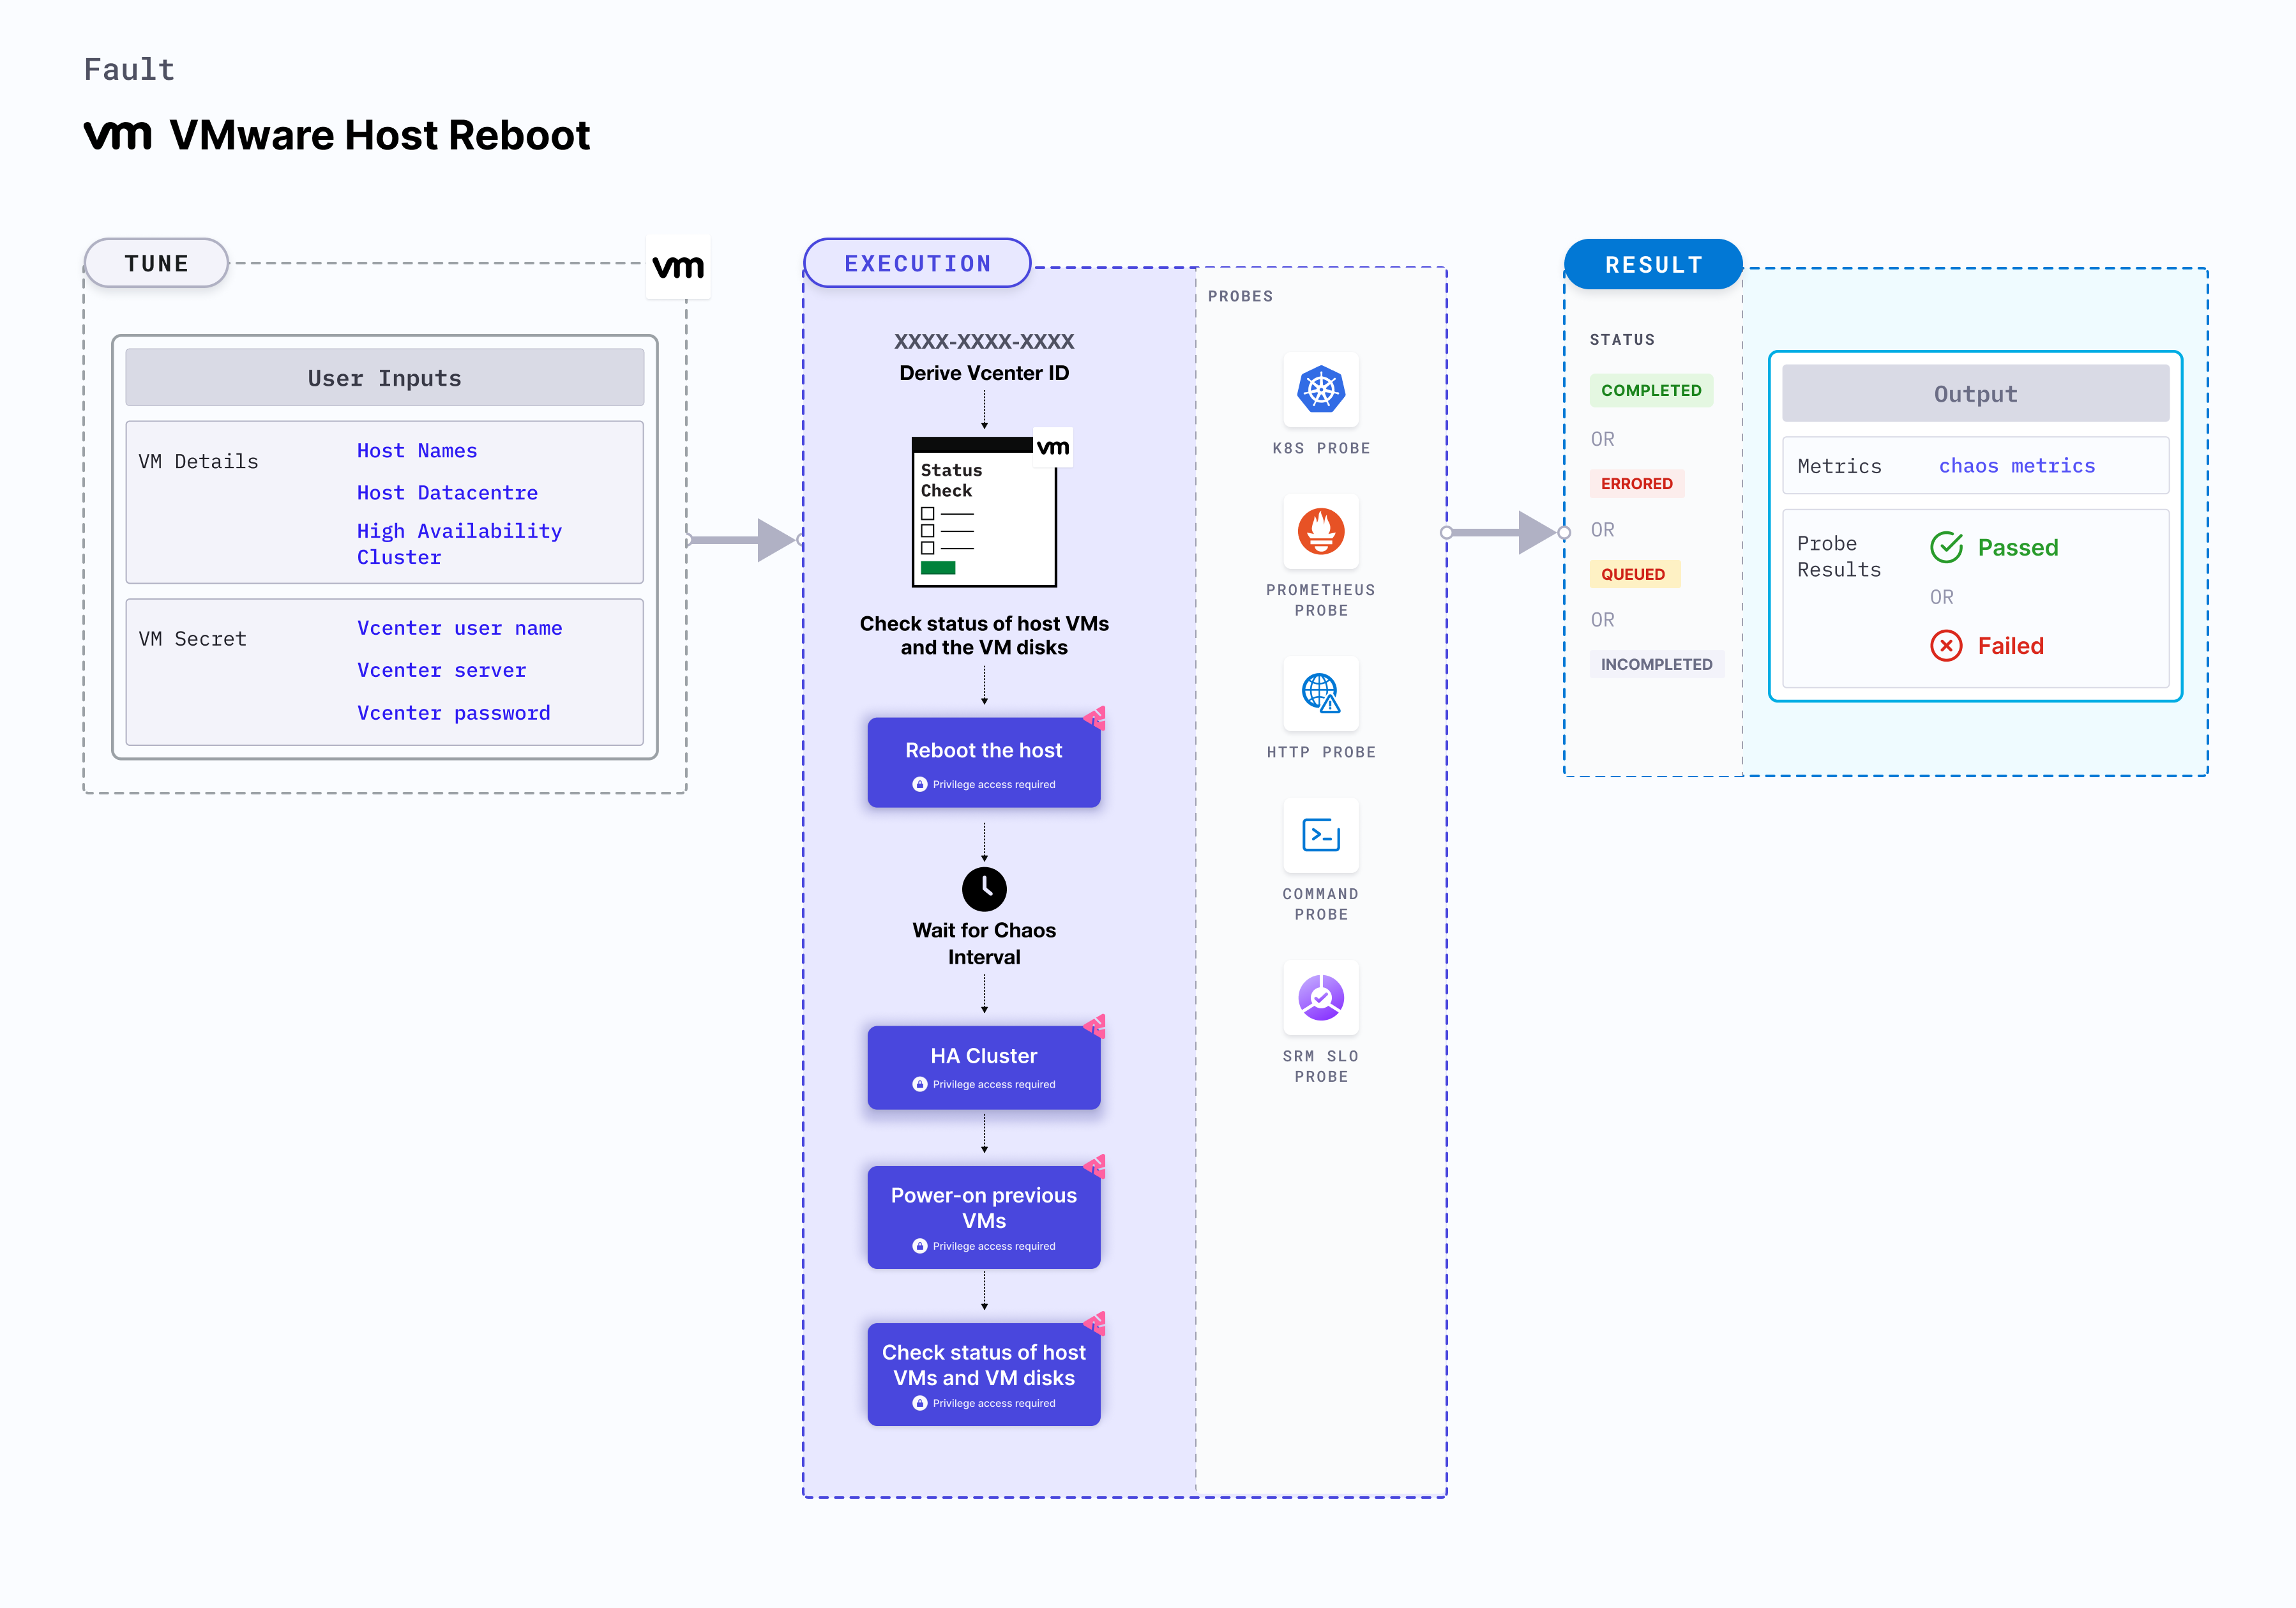 Fault
vm VMware Host Reboot
TUNE
vm
User Inputs
VM Details
Host Names
Host Datacentre
High Availability
Cluster
VM Secret
Vcenter user name
Vcenter server
Vcenter password
EXECUTION
XXXX-XXXX-XXXX
Derive Vcenter ID
vm
Status
Check
Check status of host VMs
and the VM disks
Reboot the host
Privilege access required
Wait for Chaos
Interval
HA Cluster
Privilege access required
Power-on previous
VMs
Privilege access required
Check status of host
VMs and VM disks
Privilege access required
PROBES
K8S PROBE
PROMETHEUS
PROBE
HTTP PROBE
COMMAND
PROBE
SRM SLO
PROBE
RESULT
STATUS
COMPLETED
OR
ERRORED
OR
QUEUED
OR
INCOMPLETED
Output
Metrics
chaos metrics
Probe
Results
Passed
OR
Failed